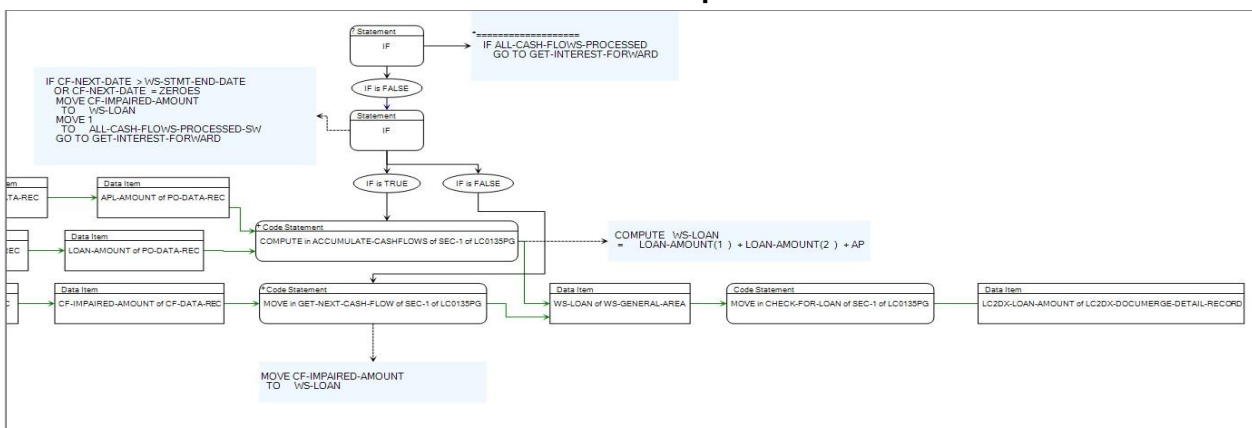 ? Statement
IF
*===================
IF ALL-CASH-FLOWS-PROCESSED
GO TO GET-INTEREST-FORWARD
IF is FALSE
IF CF-NEXT-DATE > WS-STMT-END-DATE
OR CF-NEXT-DATE = ZEROES
MOVE CF-IMPAIRED-AMOUNT
TO WS-LOAN
MOVE 1
TO ALL-CASH-FLOWS-PROCESSED-SW
GO TO GET-INTEREST-FORWARD
Statement
IF
IF is TRUE
IF is FALSE
em
TA-REC
Data Item
APL-AMOUNT of PO-DATA-REC
REC
Data Item
LOAN-AMOUNT of PO-DATA-REC
+ Code Statement
COMPUTE in ACCUMULATE-CASHFLOWS of SEC-1 of LC0135PG
COMPUTE WS-LOAN
= LOAN-AMOUNT(1 ) + LOAN-AMOUNT(2 ) + AP
EC
Data Item
CF-IMPAIRED-AMOUNT of CF-DATA-REC
* Code Statement
MOVE in GET-NEXT-CASH-FLOW of SEC-1 of LC0135PG
Data Item
WS-LOAN of WS-GENERAL-AREA
Code Statement
MOVE in CHECK-FOR-LOAN of SEC-1 of LC0135PG
Data Item
LC2DX-LOAN-AMOUNT of LC2DX-DOCUMERGE-DETAIL-RECORD
MOVE CF-IMPAIRED-AMOUNT
TO WS-LOAN